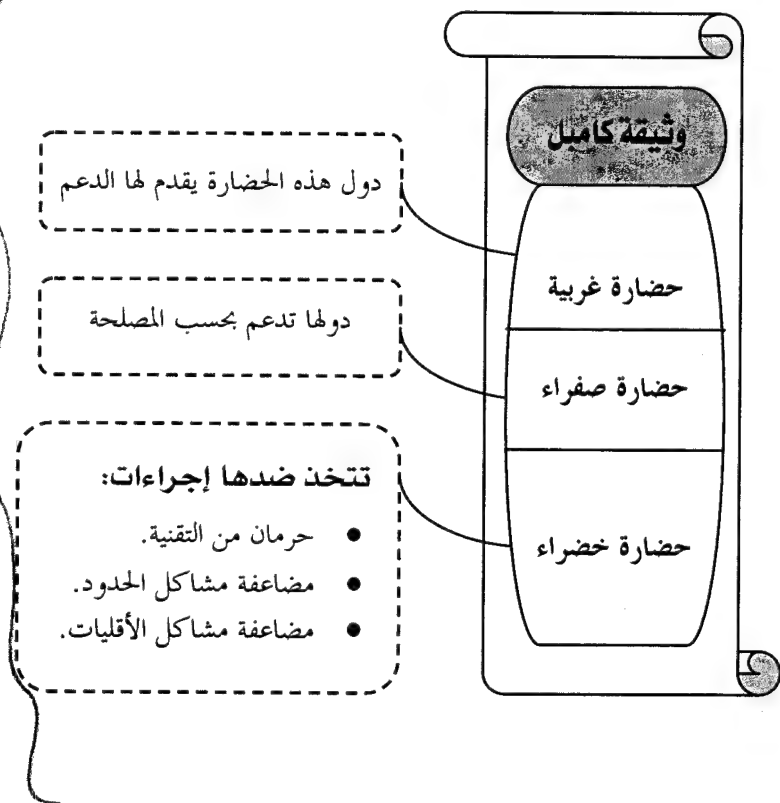 وثيقة كامبل
حضارة غربية
دول هذه الحضارة يقدم لها الدعم
حضارة صفراء
دولها تدعم بحسب المصلحة
حضارة خضراء
تتخذ ضدها إجراءات:
● حرمان من التقنية.
● مضاعفة مشاكل الحدود.
● مضاعفة مشاكل الأقليات.